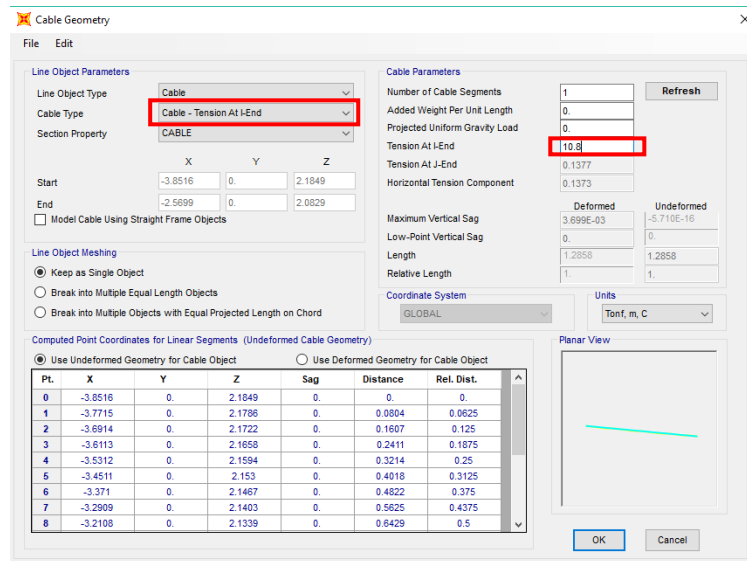 Cable Geometry
File Edit
Line Object Parameters
Line Object Type Cable
Cable Type Cable - Tension At I-End
Section Property CABLE
X Y Z
Start -3.8516 0. 2.1849
End -2.5699 0. 2.0829
Model Cable Using Straight Frame Objects
Line Object Meshing
Keep as Single Object
Break into Multiple Equal Length Objects
Break into Multiple Objects with Equal Projected Length on Chord
Cable Parameters
Number of Cable Segments 1 Refresh
Added Weight Per Unit Length 0.
Projected Uniform Gravity Load 0.
Tension At I-End 10.8
Tension At J-End 0.1377
Horizontal Tension Component 0.1373
Deformed Undeformed
Maximum Vertical Sag 3.699E-03 -5.710E-16
Low-Point Vertical Sag 0. 0.
Length 1.2858 1.2858
Relative Length 1. 1.
Coordinate System
GLOBAL
Units
Tonf, m, C
Computed Point Coordinates for Linear Segments (Undeformed Cable Geometry)
Use Undeformed Geometry for Cable Object Use Deformed Geometry for Cable Object
Pt. X Y Z Sag Distance Rel. Dist.
0 -3.8516 0. 2.1849 0. 0. 0.
1 -3.7715 0. 2.1786 0. 0.0804 0.0625
2 -3.6914 0. 2.1722 0. 0.1607 0.125
3 -3.6113 0. 2.1658 0. 0.2411 0.1875
4 -3.5312 0. 2.1594 0. 0.3214 0.25
5 -3.4511 0. 2.153 0. 0.4018 0.3125
6 -3.371 0. 2.1467 0. 0.4822 0.375
7 -3.2909 0. 2.1403 0. 0.5625 0.4375
8 -3.2108 0. 2.1339 0. 0.6429 0.5
Planar View
OK Cancel